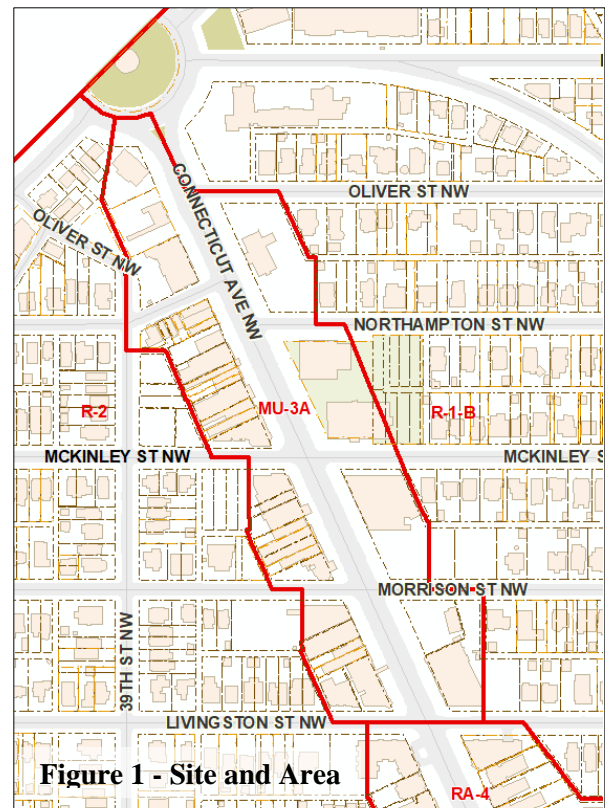 OLIVER ST NW
CONNECTICUT AVE NW
OLIVER ST NW
NORTHAMPTON ST NW
R-2
MU-3A
R-1-B
MCKINLEY ST NW
MCKINLEY S
MORRISON ST NW
39TH ST NW
LIVINGSTON ST NW
Figure 1 - Site and Area
RA-4